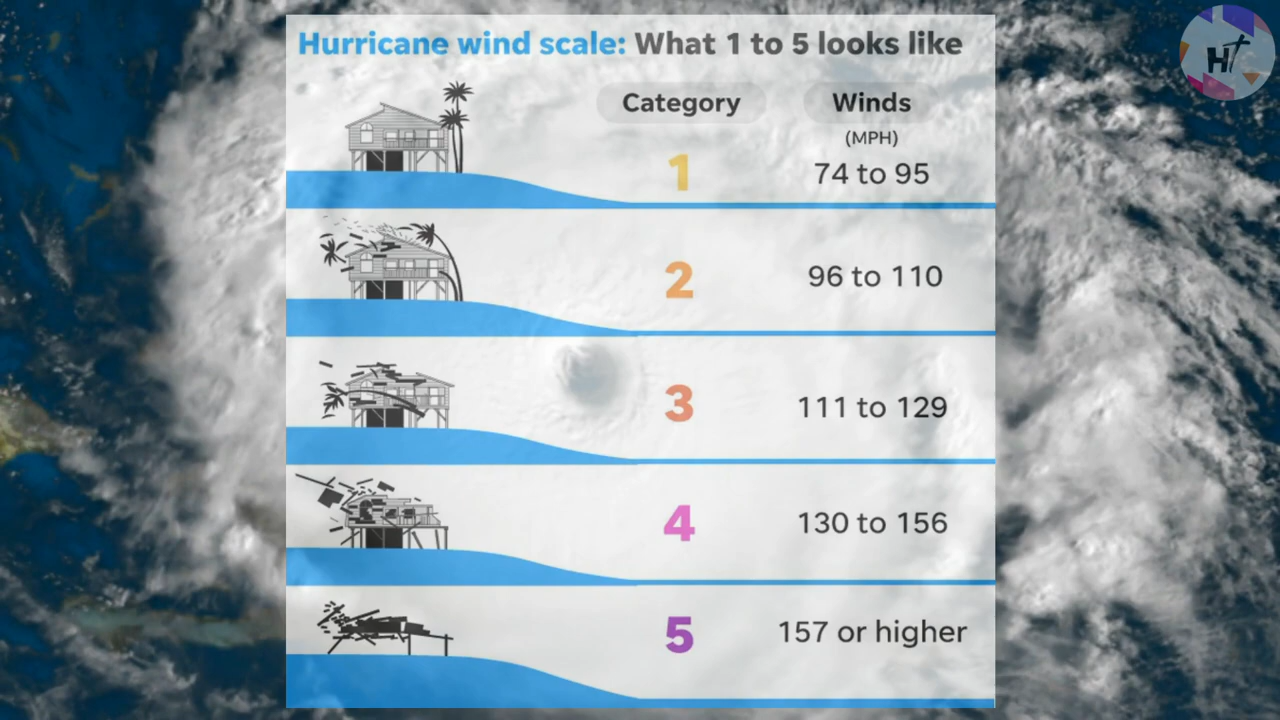 Hurricane wind scale: What 1 to 5 looks like
Category Winds
(MPH)
1 74 to 95
2 96 to 110
3 111 to 129
4 130 to 156
5 157 or higher
HT